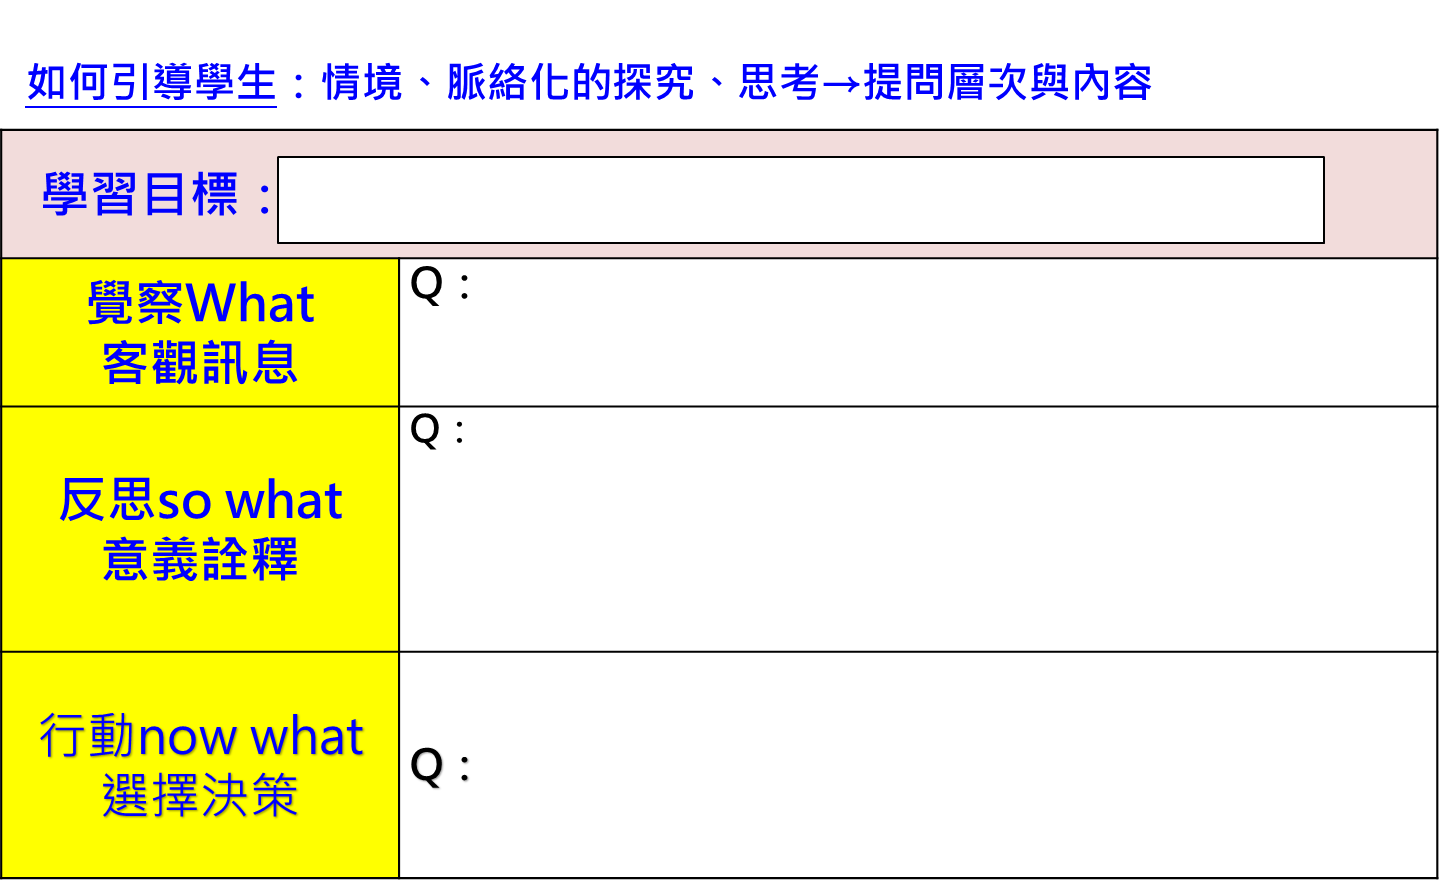 如何引導學生：情境、脈絡化的探究、思考→提問層次與內容
學習目標：
覺察What
客觀訊息
Q：
反思so what
意義詮釋
Q：
行動now what
選擇決策
Q：